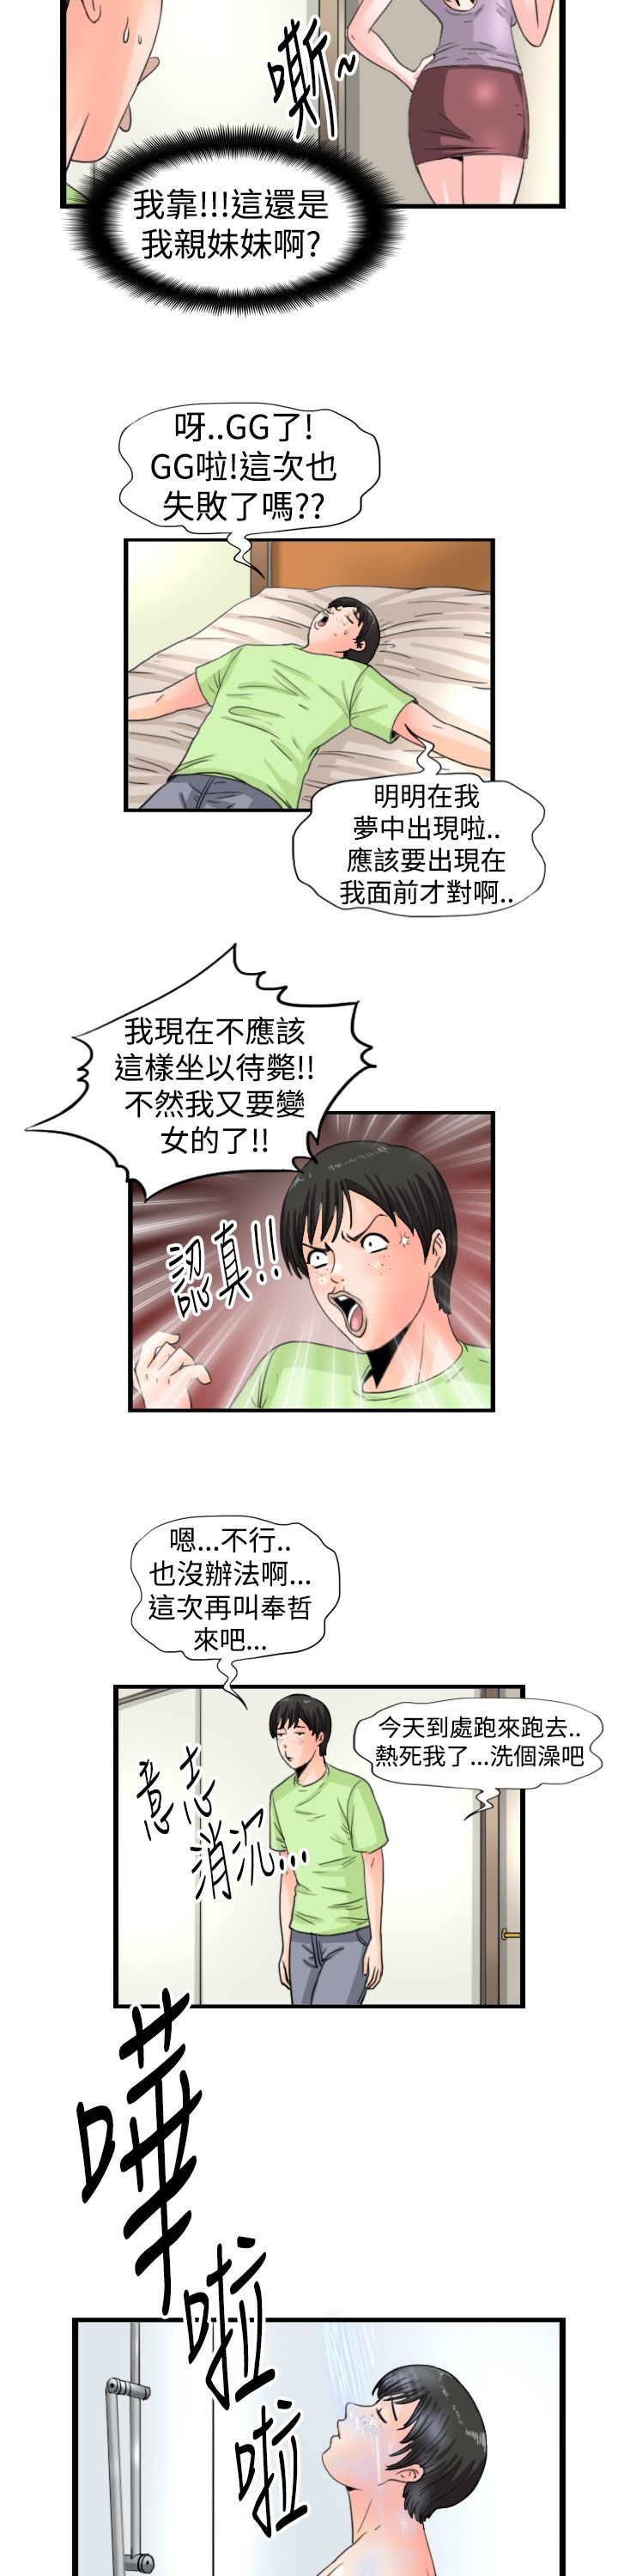 嘶~
我靠!!!這還是
我親妹妹啊?
呀..GG了!
GG啦!這次也
失敗了嗎??
明明在我
夢中出現啦..
應該要出現在
我面前才對啊..
我現在不應該
這樣坐以待斃!!
不然我又要變
女的了!!
認真!!
嗯...不行..
也沒辦法啊...
這次再叫奉哲
來吧...
今天到處跑來跑去..
熱死我了...洗個澡吧
意志
消沉...
嘩
啦
啦